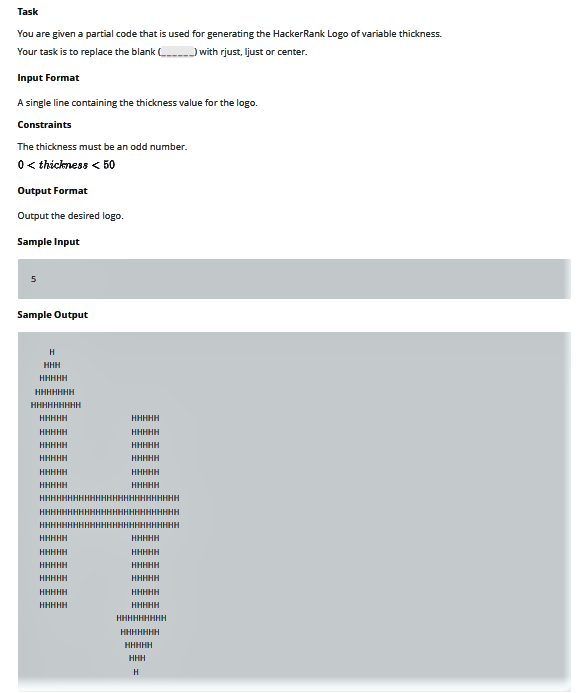 Task
You are given a partial code that is used for generating the HackerRank Logo of variable thickness.
Your task is to replace the blank (______) with rjust, ljust or center.
Input Format
A single line containing the thickness value for the logo.
Constraints
The thickness must be an odd number.
0 < thickness < 50
Output Format
Output the desired logo.
Sample Input
5
Sample Output
H
HHH
HHHHH
HHHHHHH
HHHHHHHHH
HHHHH HHHHH
HHHHH HHHHH
HHHHH HHHHH
HHHHH HHHHH
HHHHH HHHHH
HHHHH HHHHH
HHHHHHHHHHHHHHHHHHHHHHHHH
HHHHHHHHHHHHHHHHHHHHHHHHH
HHHHHHHHHHHHHHHHHHHHHHHHH
HHHHH HHHHH
HHHHH HHHHH
HHHHH HHHHH
HHHHH HHHHH
HHHHH HHHHH
HHHHH HHHHH
HHHHHHHHH
HHHHHHH
HHHHH
HHH
H